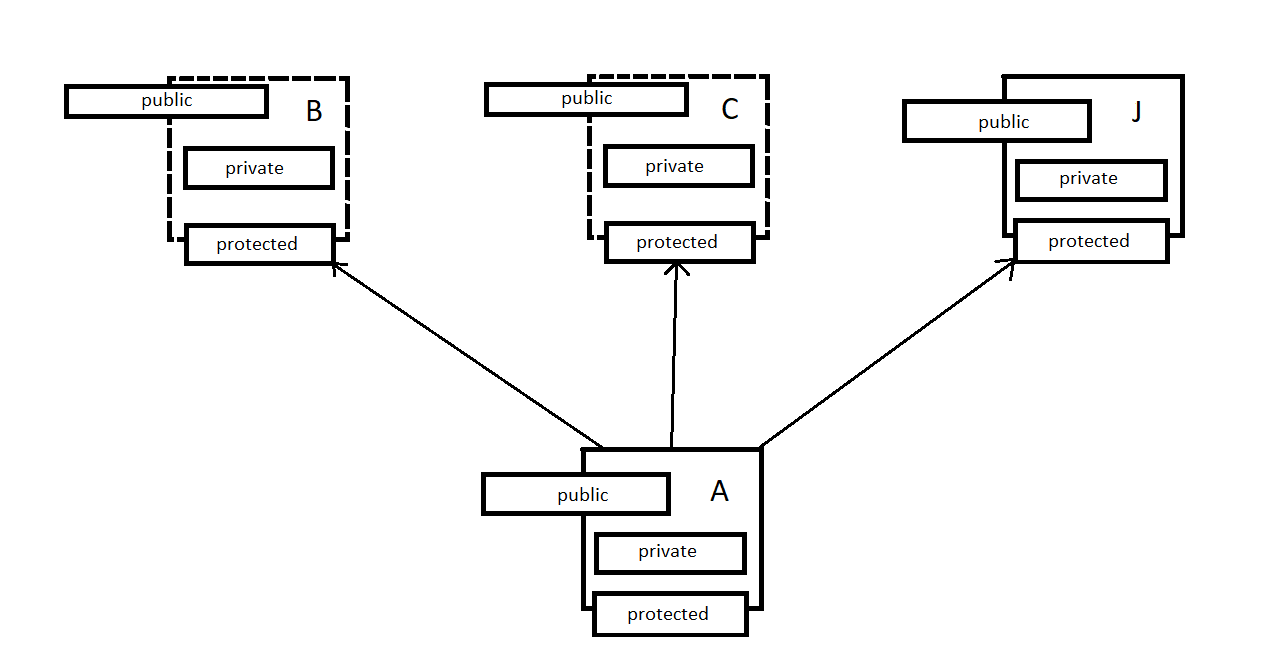 public
B
private
protected
public
C
private
protected
public
J
private
protected
public
A
private
protected